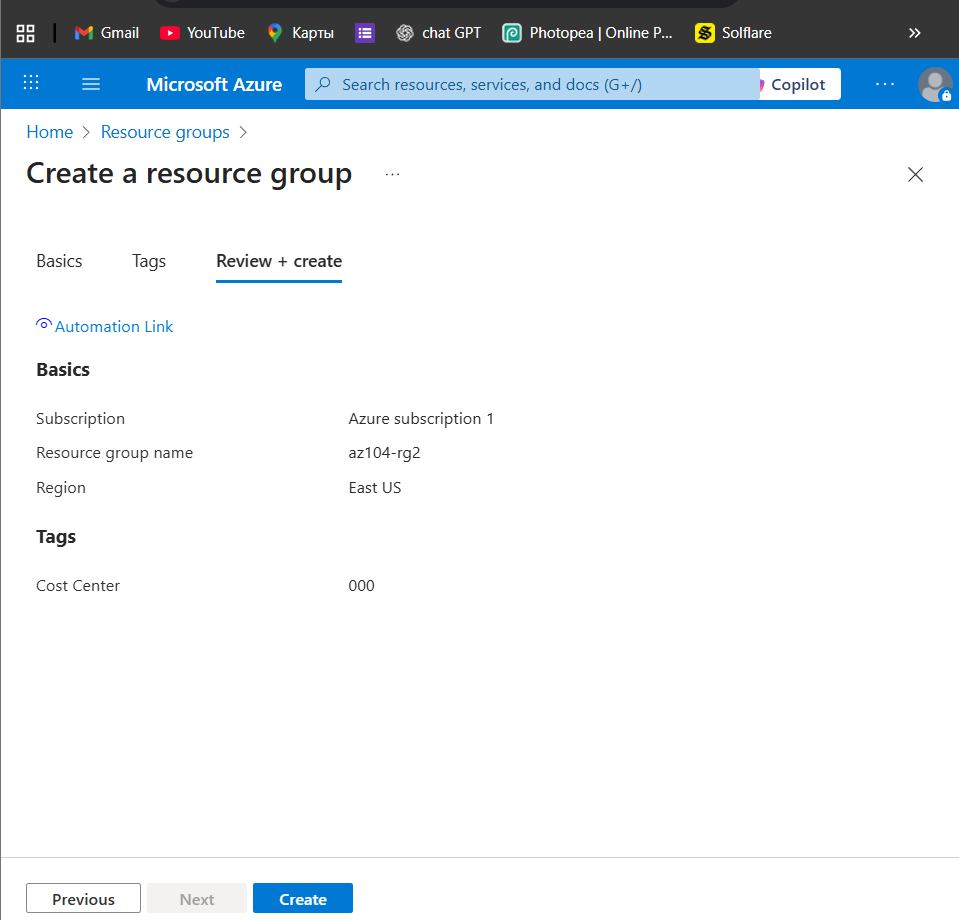 Gmail YouTube Карты chat GPT Photopea | Online P... Solflare
Microsoft Azure Search resources, services, and docs (G+/) Copilot ...
Home > Resource groups >
Create a resource group ...
Basics Tags Review + create
Automation Link
Basics
Subscription Azure subscription 1
Resource group name az104-rg2
Region East US
Tags
Cost Center 000
Previous Next Create